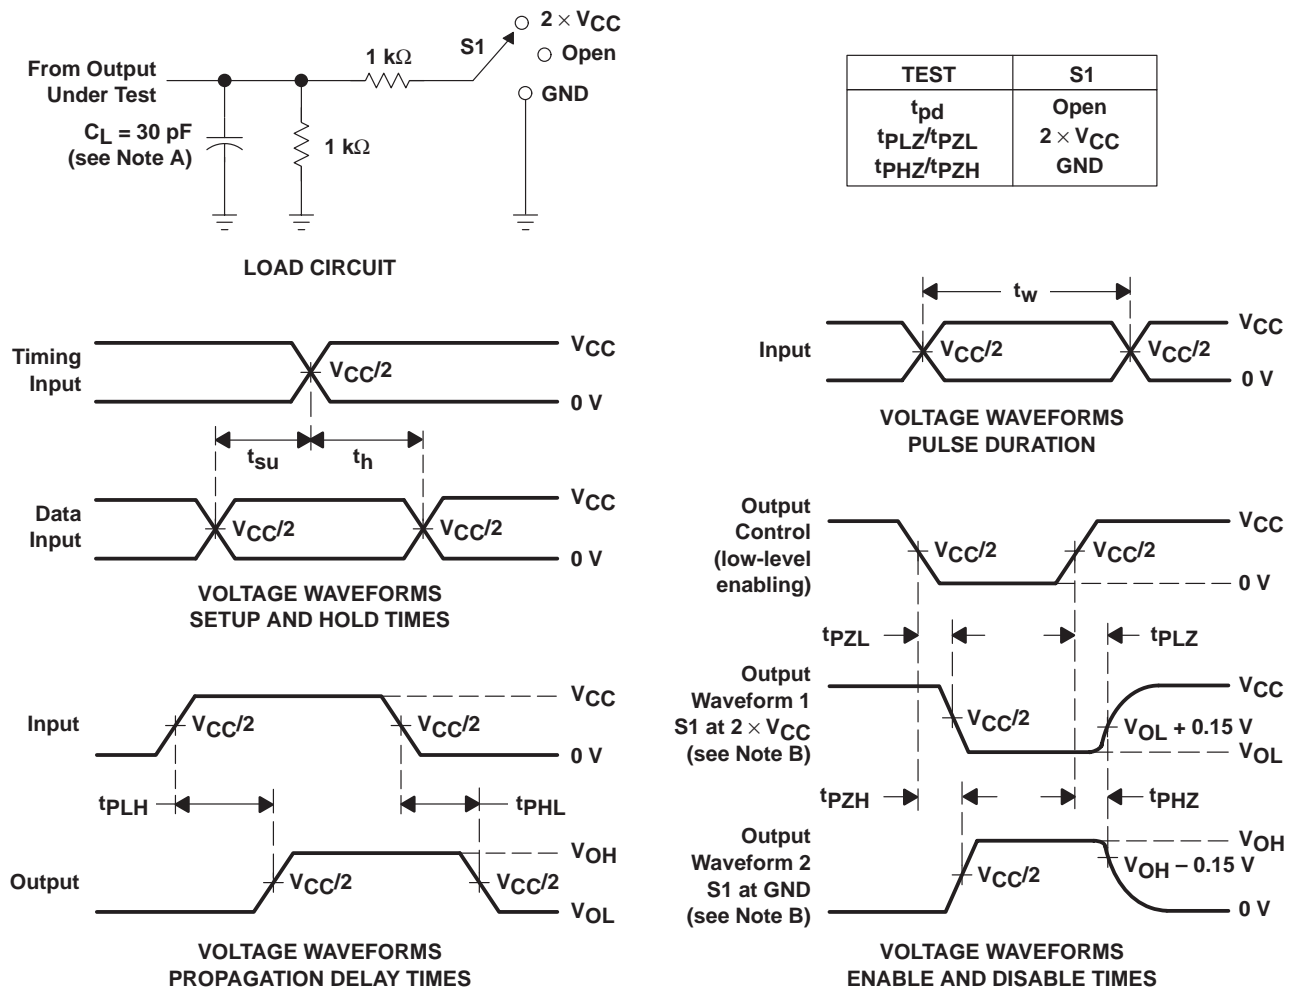 2 × VCC
S1
1 kΩ
Open
From Output
Under Test
GND
CL = 30 pF
(see Note A)
1 kΩ
LOAD CIRCUIT
TEST S1
tpd Open
tPLZ/tPZL 2 × VCC
tPHZ/tPZH GND
Timing
Input
VCC
VCC/2
0 V
tsu
th
Data
Input
VCC
VCC/2
VCC/2
0 V
VOLTAGE WAVEFORMS
SETUP AND HOLD TIMES
tw
Input
VCC
VCC/2
VCC/2
0 V
VOLTAGE WAVEFORMS
PULSE DURATION
Input
VCC
VCC/2
VCC/2
0 V
tPLH
tPHL
Output
VOH
VCC/2
VCC/2
VOL
VOLTAGE WAVEFORMS
PROPAGATION DELAY TIMES
Output
Control
(low-level
enabling)
VCC
VCC/2
VCC/2
0 V
tPZL
tPLZ
Output
Waveform 1
S1 at 2 × VCC
(see Note B)
VCC
VCC/2
VOL + 0.15 V
VOL
tPZH
tPHZ
Output
Waveform 2
S1 at GND
(see Note B)
VOH
VCC/2
VOH − 0.15 V
0 V
VOLTAGE WAVEFORMS
ENABLE AND DISABLE TIMES